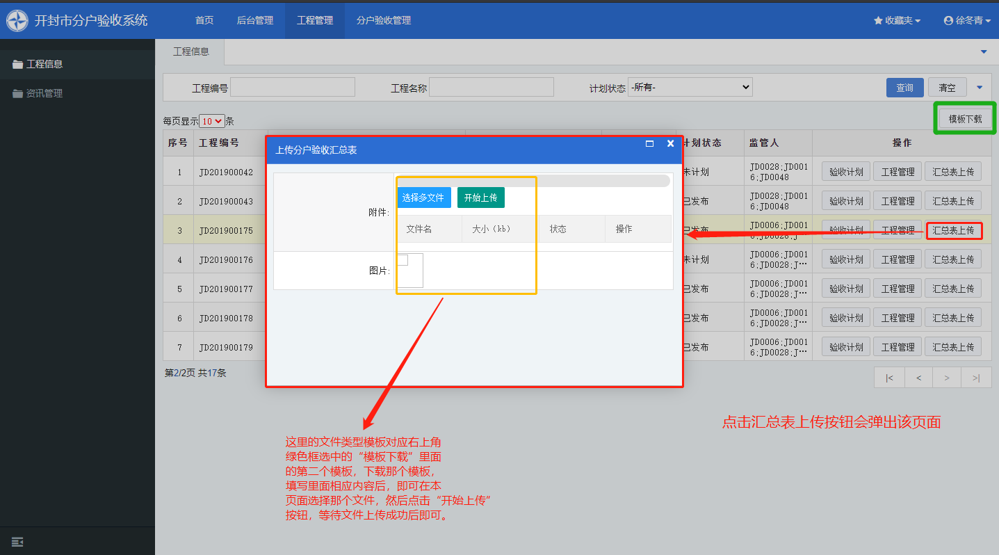 开封市分户验收系统 首页 后台管理 工程管理 分户验收管理 收藏夹 徐冬青
工程信息
资讯管理
工程信息
工程编号 工程名称 计划状态 -所有- 查询 清空
每页显示 10 条
模板下载
序号 工程编号 计划状态 监管人 操作
1 JD201900042 未计划 JD0028;JD001
6;JD0048 验收计划 工程管理 汇总表上传
2 JD201900043 已发布 JD0028;JD001
6;JD0048 验收计划 工程管理 汇总表上传
3 JD201900175 已发布 JD0006;JD001
6;JD0028;J… 验收计划 工程管理 汇总表上传
4 JD201900176 未计划 JD0006;JD001
6;JD0028;J… 验收计划 工程管理 汇总表上传
5 JD201900177 已发布 JD0006;JD001
6;JD0028;J… 验收计划 工程管理 汇总表上传
6 JD201900178 已发布 JD0006;JD001
6;JD0028;J… 验收计划 工程管理 汇总表上传
7 JD201900179 已发布 JD0006;JD001
6;JD0028;J… 验收计划 工程管理 汇总表上传
第2/2页 共17条 |< < > >|
上传分户验收汇总表
附件:
选择多文件 开始上传
文件名 大小（kb） 状态 操作
图片:
点击汇总表上传按钮会弹出该页面
这里的文件类型模板对应右上角
绿色框选中的“模板下载”里面
的第二个模板，下载那个模板，
填写里面相应内容后，即可在本
页面选择那个文件，然后点击“开始上传”
按钮，等待文件上传成功后即可。